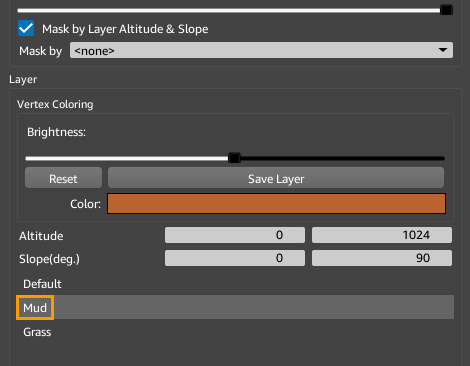 Mask by Layer Altitude & Slope
Mask by <none>
Layer
Vertex Coloring
Brightness:
Reset Save Layer
Color:
Altitude 0 1024
Slope(deg.) 0 90
Default
Mud
Grass